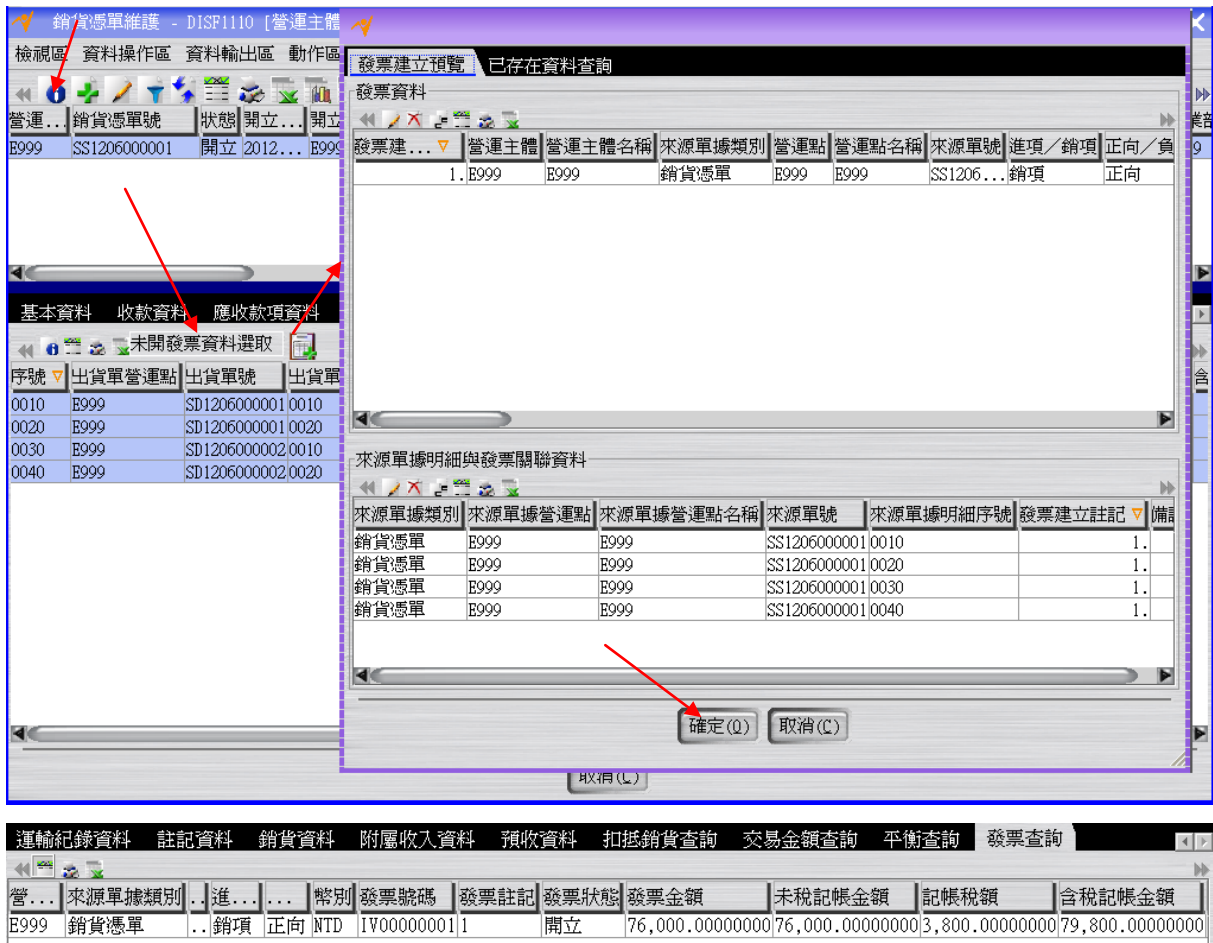 銷貨憑單維護 - DISF1110 [營運主體
檢視區 資料操作區 資料輸出區 動作區
營運... 銷貨憑單號 狀態 開立... 開立
E999 SS1206000001 開立 2012... E999 9
基本資料 收款資料 應收款項資料
未開發票資料選取
序號 出貨單營運點 出貨單號 出貨單 含
0010 E999 SD1206000001 0010
0020 E999 SD1206000001 0020
0030 E999 SD1206000002 0010
0040 E999 SD1206000002 0020
發票建立預覽 已存在資料查詢
發票資料
發票建... 營運主體 營運主體名稱 來源單據類別 營運點 營運點名稱 來源單號 進項／銷項 正向／負
1. E999 E999 銷貨憑單 E999 E999 SS1206... 銷項 正向
來源單據明細與發票關聯資料
來源單據類別 來源單據營運點 來源單據營運點名稱 來源單號 來源單據明細序號 發票建立註記
銷貨憑單 E999 E999 SS1206000001 0010 1.
銷貨憑單 E999 E999 SS1206000001 0020 1.
銷貨憑單 E999 E999 SS1206000001 0030 1.
銷貨憑單 E999 E999 SS1206000001 0040 1.
確定(O) 取消(C)
取消(C)
運輸紀錄資料 註記資料 銷貨資料 附屬收入資料 預收資料 扣抵銷貨查詢 交易金額查詢 平衡查詢 發票查詢
營... 來源單據類別 .. 進... ... 幣別 發票號碼 發票註記 發票狀態 發票金額 未稅記帳金額 記帳稅額 含稅記帳金額
E999 銷貨憑單 .. 銷項 正向 NTD IV00000001 1 開立 76,000.00000000 76,000.00000000 3,800.00000000 79,800.00000000